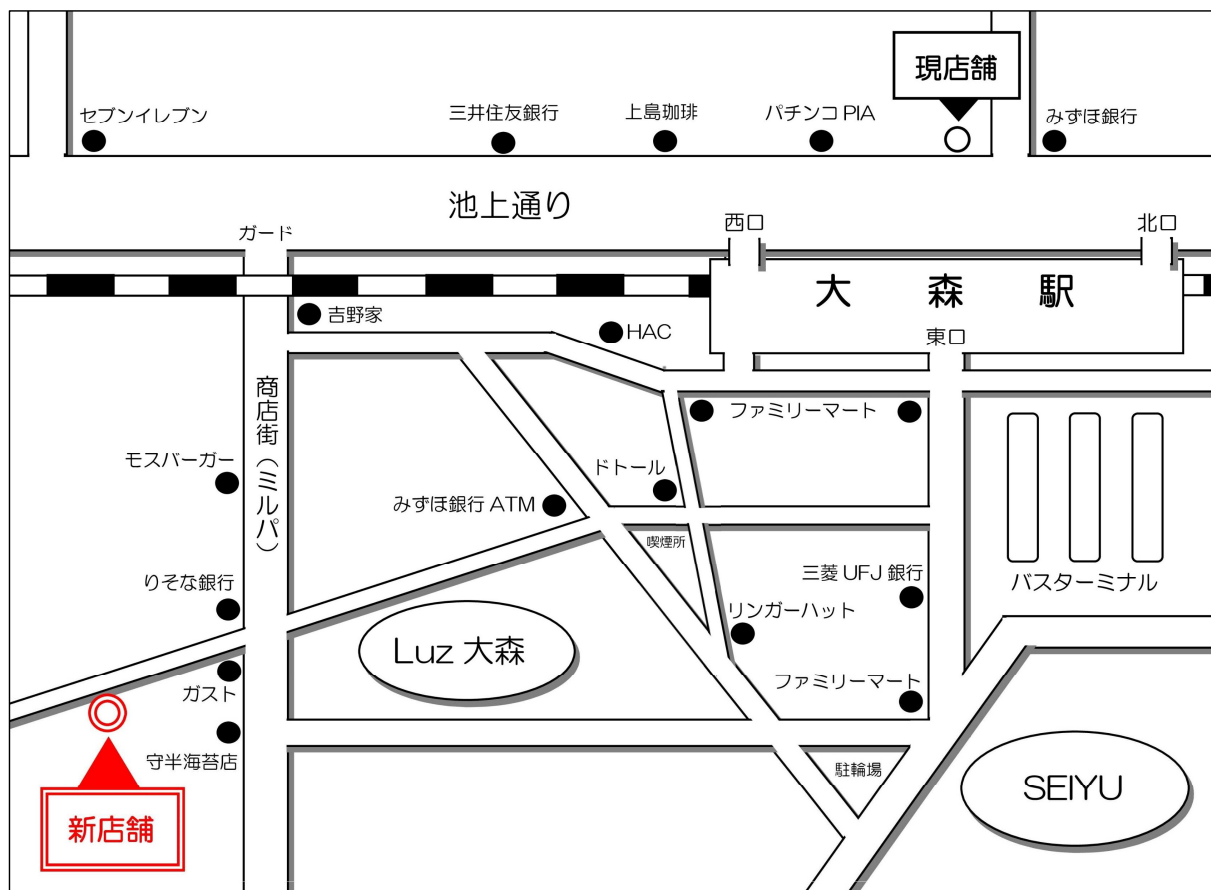 現店舗
セブンイレブン
三井住友銀行
上島珈琲
パチンコ PIA
みずほ銀行
池上通り
西口
北口
ガード
大森駅
吉野家
HAC
東口
商店街（ミルパ）
ファミリーマート
モスバーガー
ドトール
みずほ銀行 ATM
喫煙所
三菱 UFJ 銀行
バスターミナル
りそな銀行
リンガーハット
Luz 大森
ガスト
ファミリーマート
守半海苔店
駐輪場
SEIYU
新店舗